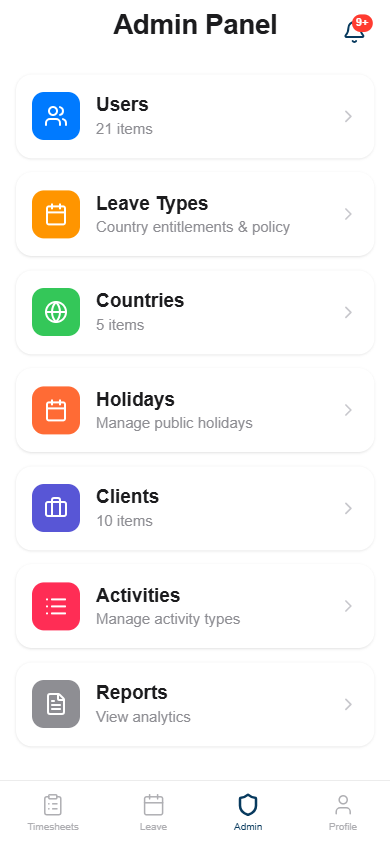 Admin Panel
9+
Users
21 items
Leave Types
Country entitlements & policy
Countries
5 items
Holidays
Manage public holidays
Clients
10 items
Activities
Manage activity types
Reports
View analytics
Timesheets
Leave
Admin
Profile